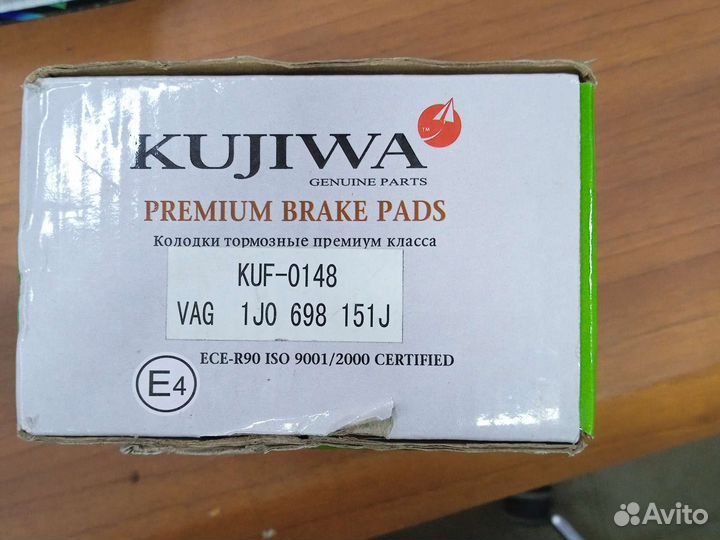 KUJIWA
TM
GENUINE PARTS
PREMIUM BRAKE PADS
Колодки тормозные премиум класса
KUF-0148
VAG 1J0 698 151J
ECE-R90 ISO 9001/2000 CERTIFIED
E4
Avito